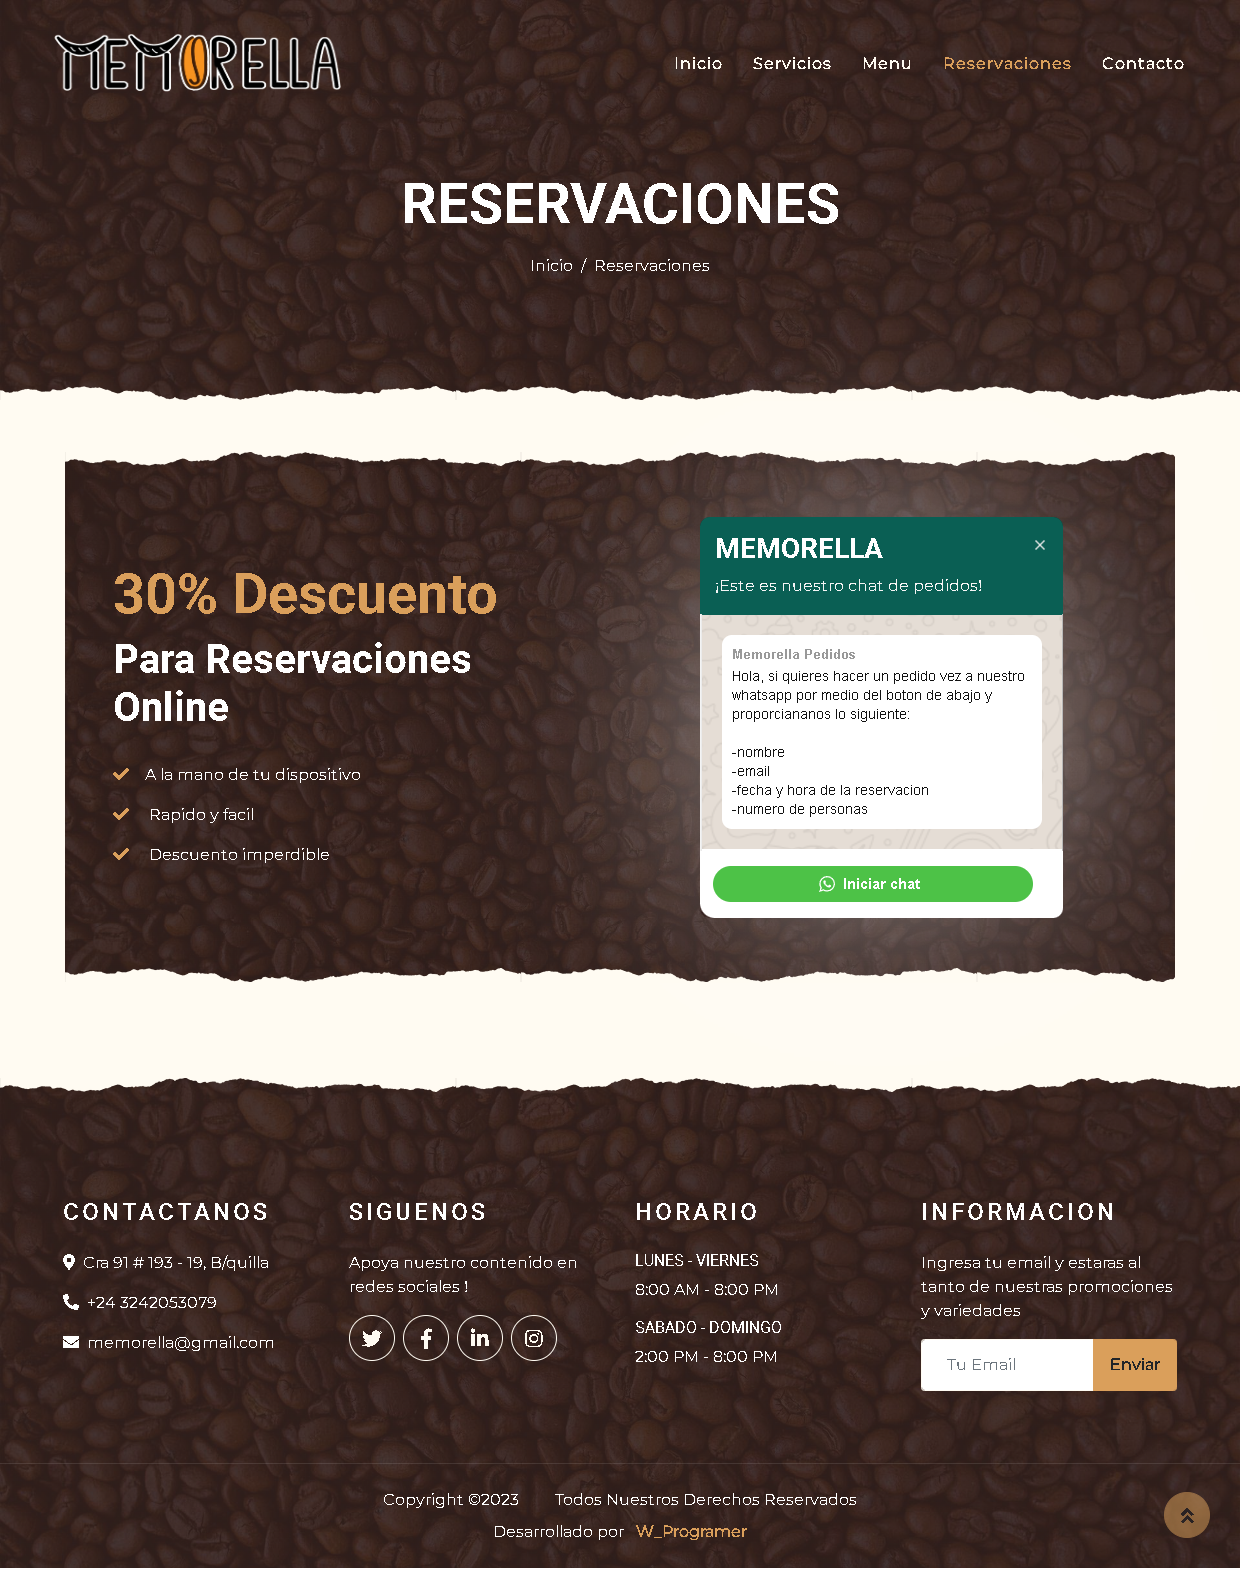 MEMORELLA
Inicio Servicios Menu Reservaciones Contacto
RESERVACIONES
Inicio / Reservaciones
30% Descuento
Para Reservaciones
Online
A la mano de tu dispositivo
Rapido y facil
Descuento imperdible
MEMORELLA
×
¡Este es nuestro chat de pedidos!
Memorella Pedidos
Hola, si quieres hacer un pedido vez a nuestro
whatsapp por medio del boton de abajo y
proporciananos lo siguiente:
-nombre
-email
-fecha y hora de la reservacion
-numero de personas
Iniciar chat
CONTACTANOS
Cra 91 # 193 - 19, B/quilla
+24 3242053079
memorella@gmail.com
SIGUENOS
Apoya nuestro contenido en
redes sociales !
HORARIO
LUNES - VIERNES
8:00 AM - 8:00 PM
SABADO - DOMINGO
2:00 PM - 8:00 PM
INFORMACION
Ingresa tu email y estaras al
tanto de nuestras promociones
y variedades
Tu Email Enviar
Copyright ©2023 Todos Nuestros Derechos Reservados
Desarrollado por W_Programer